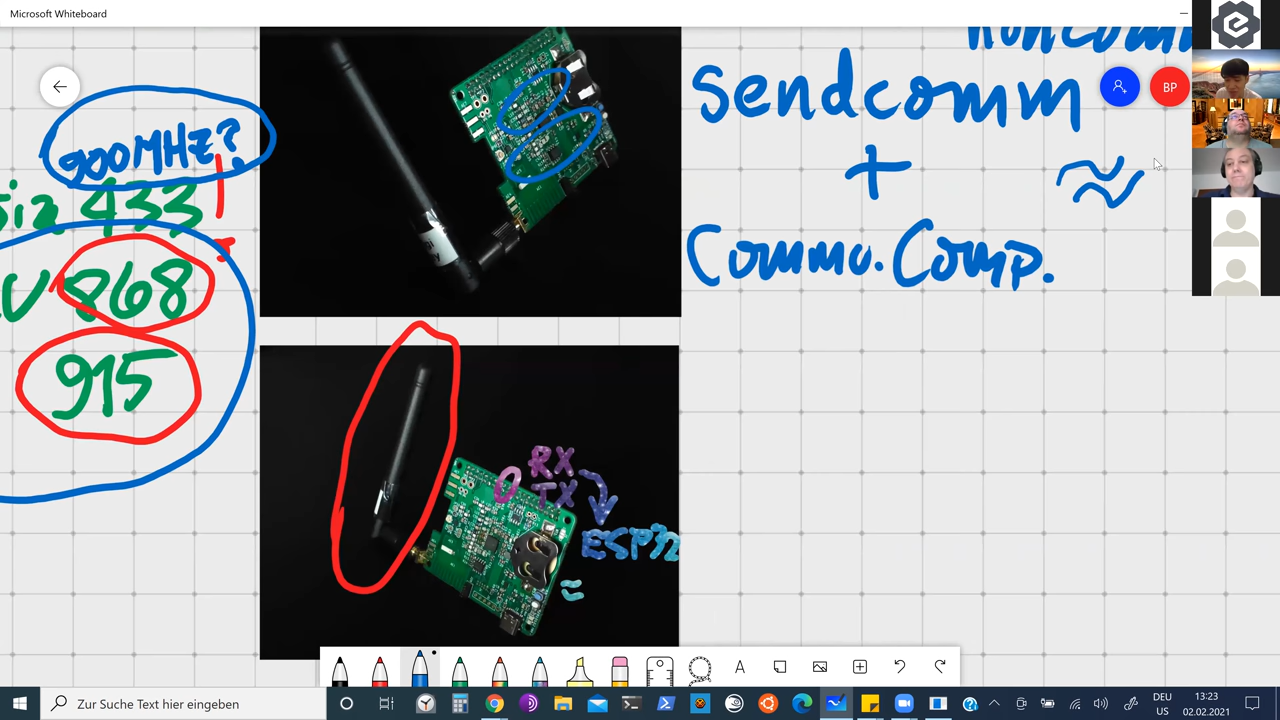 Microsoft Whiteboard
sendcomm
BP
900MHz?
433
868
+
≈
Commo. Comp.
915
RX
TX
ESP32
=
A
Zur Suche Text hier eingeben
DEU
US
13:23
02.02.2021